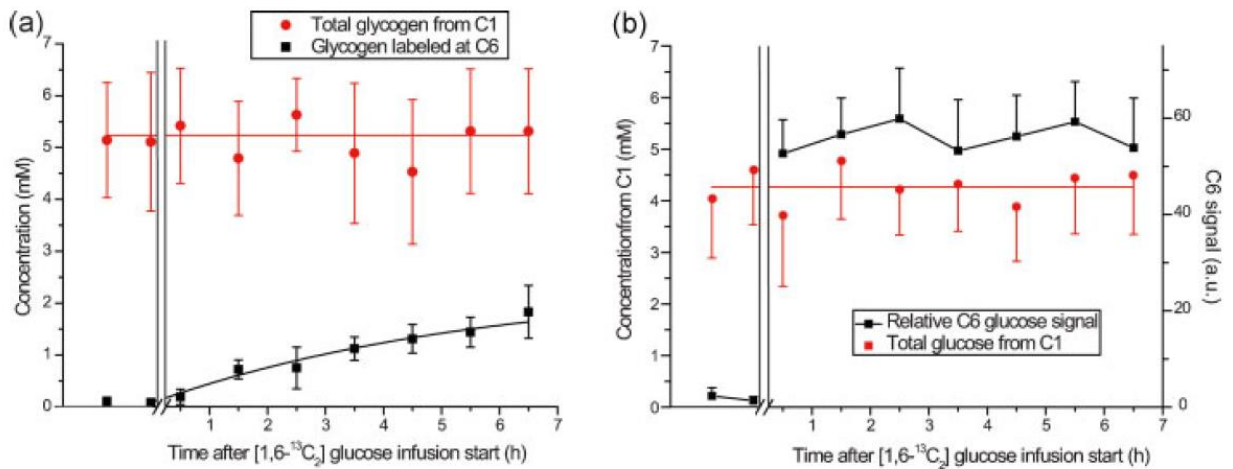 (a)
Total glycogen from C1
Glycogen labeled at C6
Concentration (mM)
7
6
5
4
3
2
1
0
1 2 3 4 5 6 7
Time after [1,6-¹³C₂] glucose infusion start (h)
(b)
Concentrationfrom C1 (mM)
7
6
5
4
3
2
1
0
60
40
20
0
C6 signal (a.u.)
Relative C6 glucose signal
Total glucose from C1
1 2 3 4 5 6 7
Time after [1,6-¹³C₂] glucose infusion start (h)